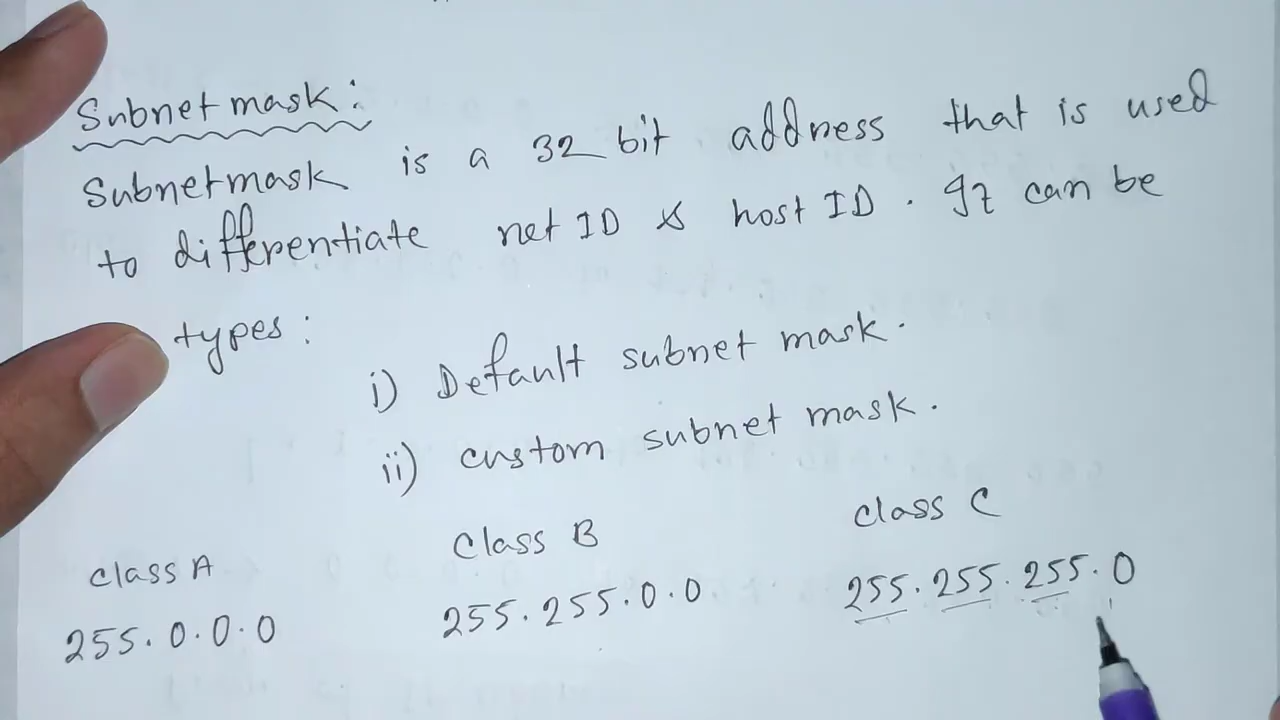 Subnet mask:
Subnetmask is a 32 bit address that is used
to differentiate net ID & host ID. It can be
types:
i) Default subnet mask.
ii) custom subnet mask.
class A
255.0.0.0
Class B
255.255.0.0
class C
255.255.255.0